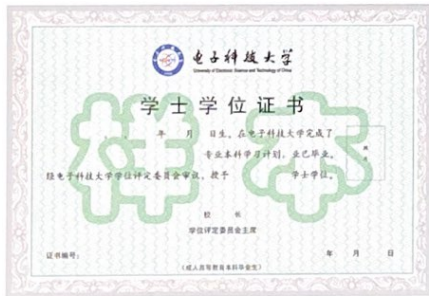 电子科技大学
University of Electronic Science and Technology of China
学士学位证书
年 月 日生。在电子科技大学完成了
专业本科学习计划，业已毕业。
经电子科技大学学位评定委员会审议，授予 学士学位。
样本
校 长
学位评定委员会主席
证书编号： 年 月 日
（成人高等教育本科毕业生）